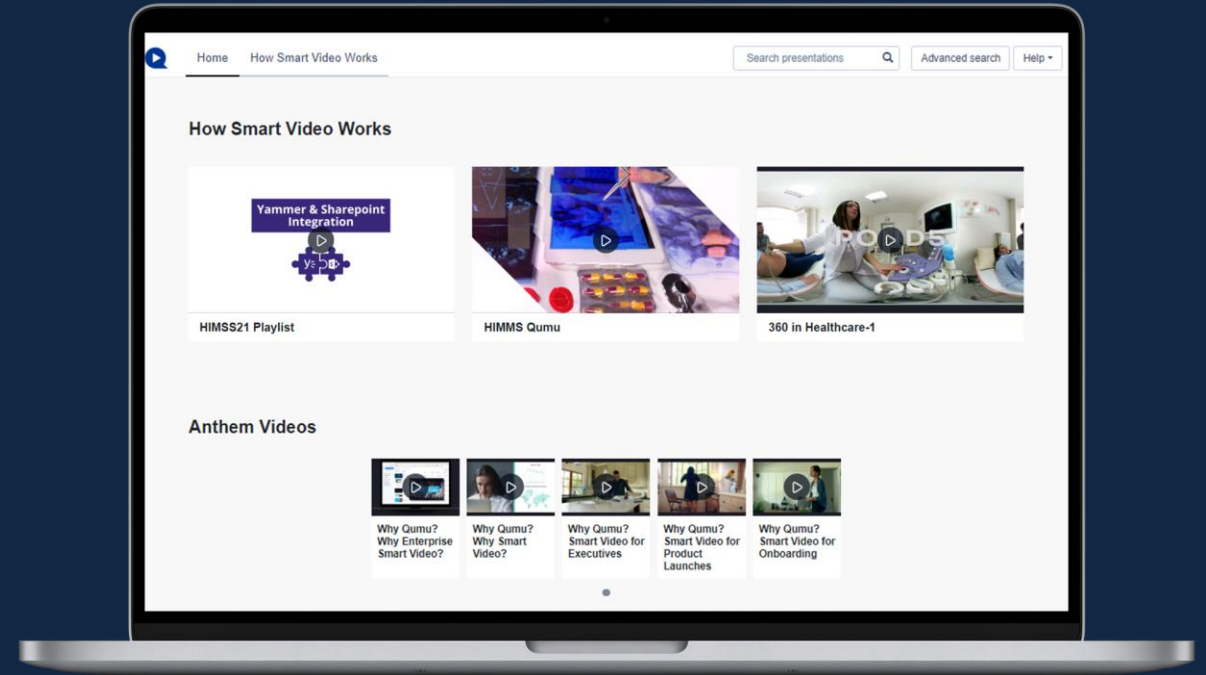 Home
How Smart Video Works
Search presentations
Advanced search
Help
How Smart Video Works
Yammer & Sharepoint
Integration
HIMSS21 Playlist
HIMMS Qumu
360 in Healthcare-1
Anthem Videos
Why Qumu?
Why Enterprise
Smart Video?
Why Qumu?
Why Smart
Video?
Why Qumu?
Smart Video for
Executives
Why Qumu?
Smart Video for
Product
Launches
Why Qumu?
Smart Video for
Onboarding